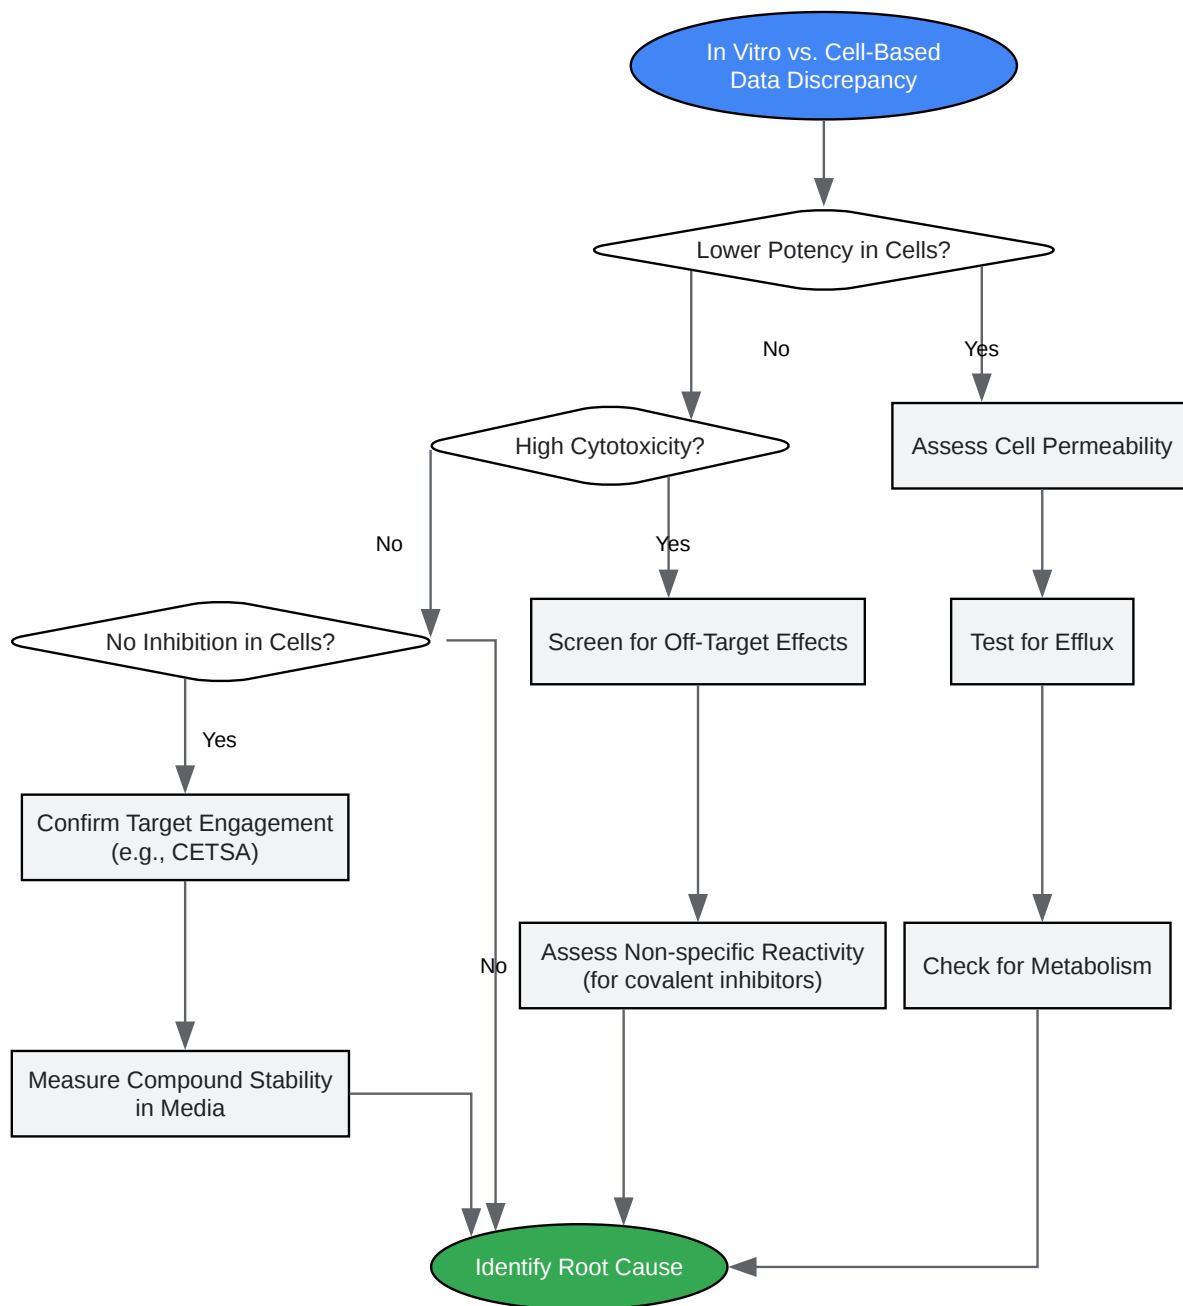 In Vitro vs. Cell-Based
Data Discrepancy
Lower Potency in Cells?
No
Yes
High Cytotoxicity?
Assess Cell Permeability
No
Yes
No Inhibition in Cells?
Screen for Off-Target Effects
Test for Efflux
Yes
Confirm Target Engagement
(e.g., CETSA)
No
Assess Non-specific Reactivity
(for covalent inhibitors)
Check for Metabolism
Measure Compound Stability
in Media
Identify Root Cause